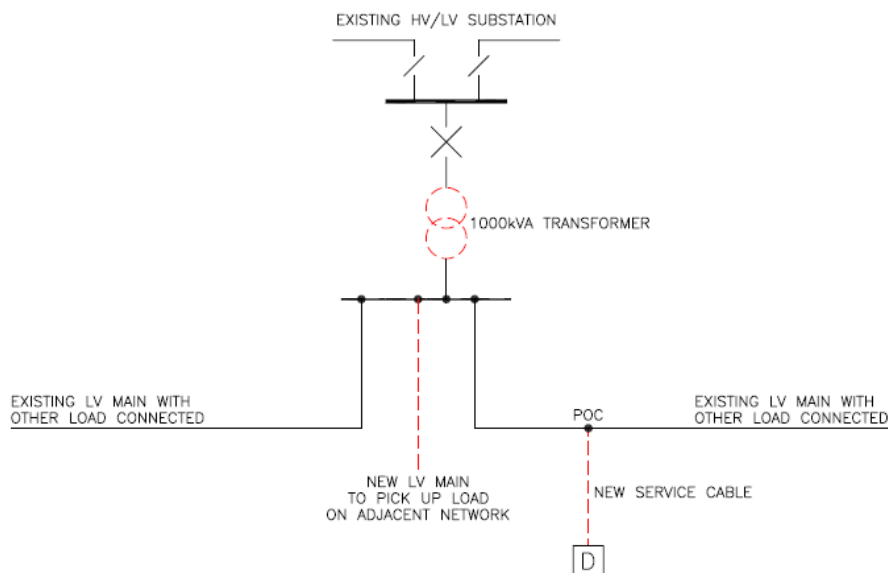 EXISTING HV/LV SUBSTATION
1000kVA TRANSFORMER
EXISTING LV MAIN WITH
OTHER LOAD CONNECTED
POC
EXISTING LV MAIN WITH
OTHER LOAD CONNECTED
NEW LV MAIN
TO PICK UP LOAD
ON ADJACENT NETWORK
NEW SERVICE CABLE
D